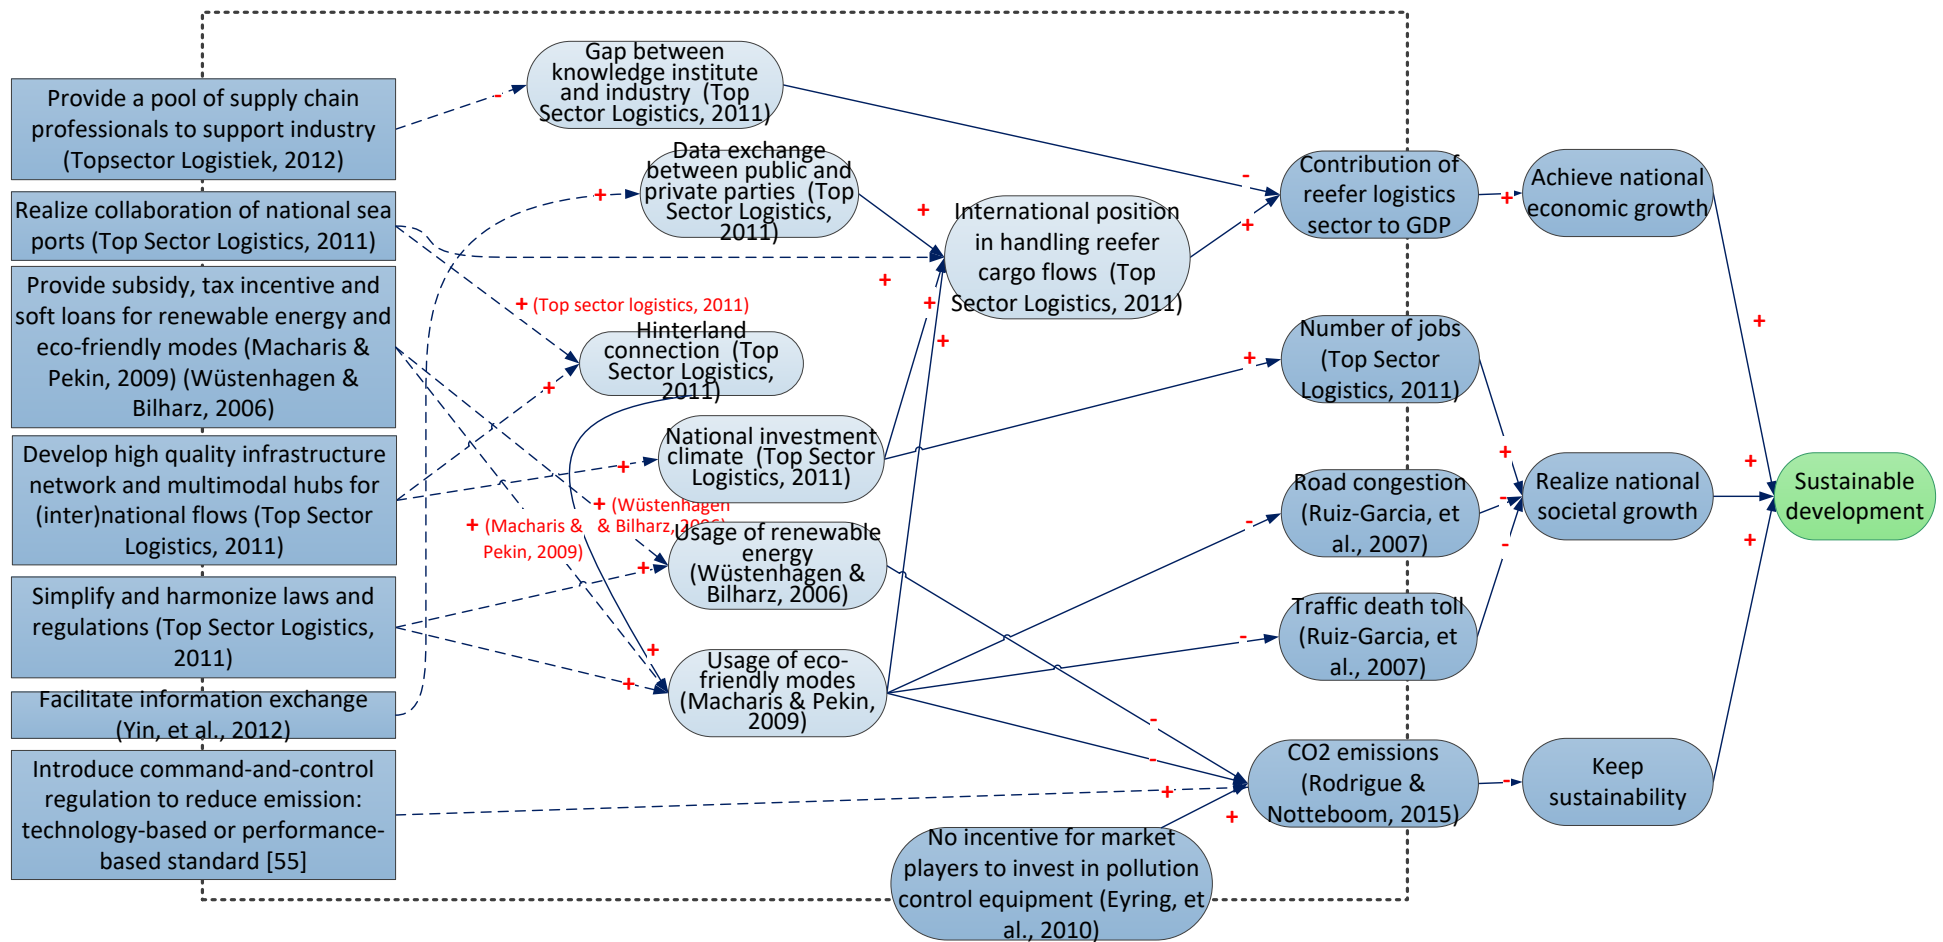 Provide a pool of supply chain
professionals to support industry
(Topsector Logistiek, 2012)
Realize collaboration of national sea
ports (Top Sector Logistics, 2011)
Provide subsidy, tax incentive and
soft loans for renewable energy and
eco-friendly modes (Macharis &
Pekin, 2009) (Wüstenhagen &
Bilharz, 2006)
Develop high quality infrastructure
network and multimodal hubs for
(inter)national flows (Top Sector
Logistics, 2011)
Simplify and harmonize laws and
regulations (Top Sector Logistics,
2011)
Facilitate information exchange
(Yin, et al., 2012)
Introduce command-and-control
regulation to reduce emission:
technology-based or performance-
based standard [55]
Gap between
knowledge institute
and industry (Top
Sector Logistics, 2011)
Data exchange
between public and
private parties (Top
Sector Logistics,
2011)
+ (Top sector logistics, 2011)
Hinterland
connection (Top
Sector Logistics,
2011)
National investment
climate (Top Sector
Logistics, 2011)
+ (Wüstenhagen
& Bilharz, 2006)
+ (Macharis &
Pekin, 2009)
Usage of renewable
energy
(Wüstenhagen &
Bilharz, 2006)
Usage of eco-
friendly modes
(Macharis & Pekin,
2009)
International position
in handling reefer
cargo flows (Top
Sector Logistics, 2011)
No incentive for market
players to invest in pollution
control equipment (Eyring, et
al., 2010)
Contribution of
reefer logistics
sector to GDP
Number of jobs
(Top Sector
Logistics, 2011)
Road congestion
(Ruiz-Garcia, et
al., 2007)
Traffic death toll
(Ruiz-Garcia, et
al., 2007)
CO2 emissions
(Rodrigue &
Notteboom, 2015)
Achieve national
economic growth
Realize national
societal growth
Keep
sustainability
Sustainable
development